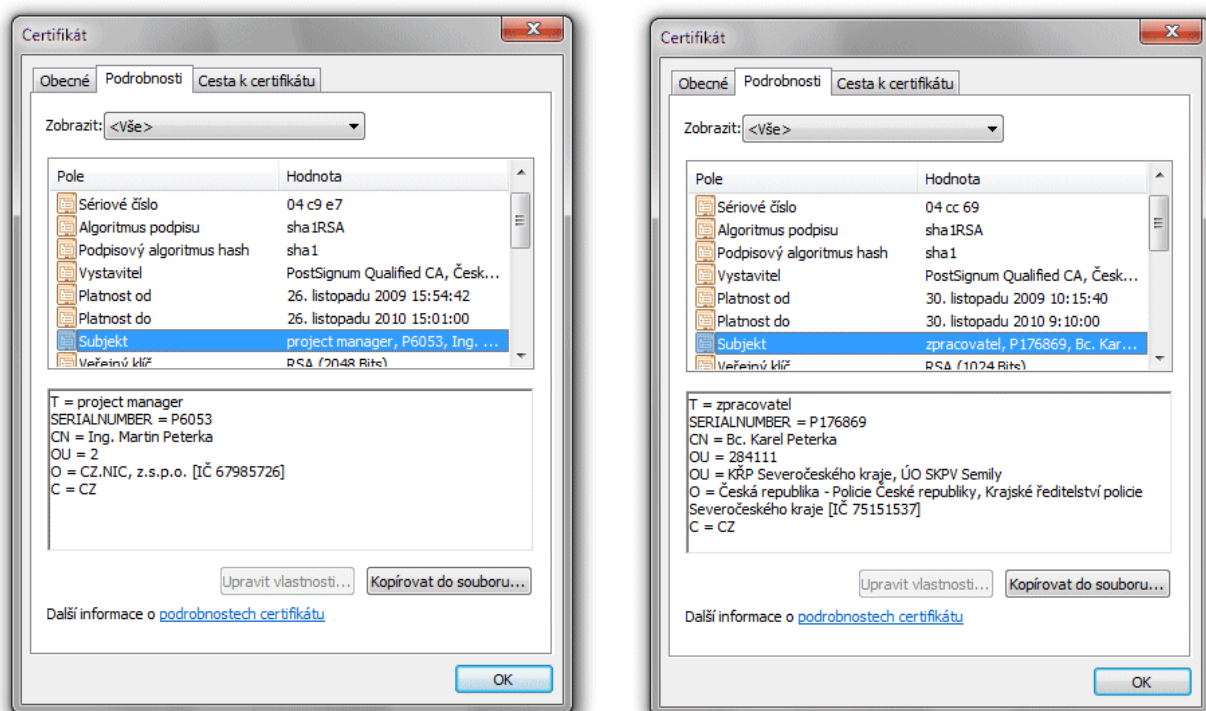 Certifikát
Obecné Podrobnosti Cesta k certifikátu
Zobrazit: <Vše>
Pole Hodnota
Sériové číslo 04 c9 e7
Algoritmus podpisu sha1RSA
Podpisový algoritmus hash sha1
Vystavitel PostSignum Qualified CA, Česk...
Platnost od 26. listopadu 2009 15:54:42
Platnost do 26. listopadu 2010 15:01:00
Subjekt project manager, P6053, Ing. ...
Veřejný klíč RSA (2048 Bits)
T = project manager
SERIALNUMBER = P6053
CN = Ing. Martin Peterka
OU = 2
O = CZ.NIC, z.s.p.o. [IČ 67985726]
C = CZ
Upravit vlastnosti... Kopírovat do souboru...
Další informace o podrobnostech certifikátu
OK
Certifikát
Obecné Podrobnosti Cesta k certifikátu
Zobrazit: <Vše>
Pole Hodnota
Sériové číslo 04 cc 69
Algoritmus podpisu sha1RSA
Podpisový algoritmus hash sha1
Vystavitel PostSignum Qualified CA, Česk...
Platnost od 30. listopadu 2009 10:15:40
Platnost do 30. listopadu 2010 9:10:00
Subjekt zpracovatel, P176869, Bc. Kar...
Veřejný klíč RSA (1024 Bits)
T = zpracovatel
SERIALNUMBER = P176869
CN = Bc. Karel Peterka
OU = 284111
OU = KŘP Severočeského kraje, ÚO SKPV Semily
O = Česká republika - Policie České republiky, Krajské ředitelství policie
Severočeského kraje [IČ 75151537]
C = CZ
Upravit vlastnosti... Kopírovat do souboru...
Další informace o podrobnostech certifikátu
OK